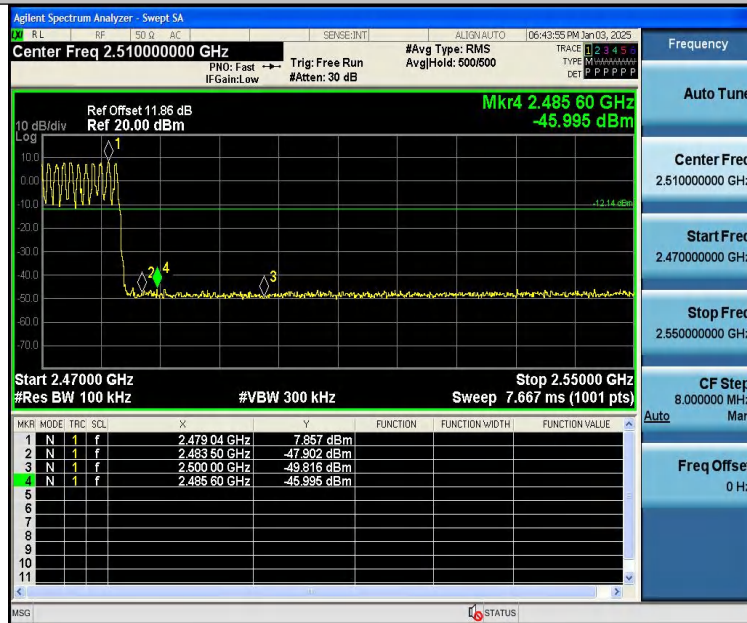 Agilent Spectrum Analyzer - Swept SA
LXI RL RF 50 Ω AC SENSE:INT ALIGN AUTO 06:43:55 PM Jan 03, 2025
Center Freq 2.510000000 GHz #Avg Type: RMS TRACE 1 2 3 4 5 6
PNO: Fast Trig: Free Run Avg|Hold: 500/500 TYPE M
IFGain:Low #Atten: 30 dB DET P P P P P P
Mkr4 2.485 60 GHz
-45.995 dBm
Ref Offset 11.86 dB
10 dB/div Ref 20.00 dBm
Log
1
10.0
0.00
-10.0
-12.14 dBm
-20.0
-30.0
-40.0
2 4 3
-50.0
-60.0
-70.0
Start 2.47000 GHz Stop 2.55000 GHz
#Res BW 100 kHz #VBW 300 kHz Sweep 7.667 ms (1001 pts)
MKR MODE TRC SCL X Y FUNCTION FUNCTION WIDTH FUNCTION VALUE
1 N 1 f 2.479 04 GHz 7.857 dBm
2 N 1 f 2.483 50 GHz -47.902 dBm
3 N 1 f 2.500 00 GHz -49.816 dBm
4 N 1 f 2.485 60 GHz -45.995 dBm
5
6
7
8
9
10
11
MSG STATUS
Frequency
Auto Tune
Center Freq
2.510000000 GHz
Start Freq
2.470000000 GHz
Stop Freq
2.550000000 GHz
CF Step
8.000000 MHz
Auto Man
Freq Offset
0 Hz